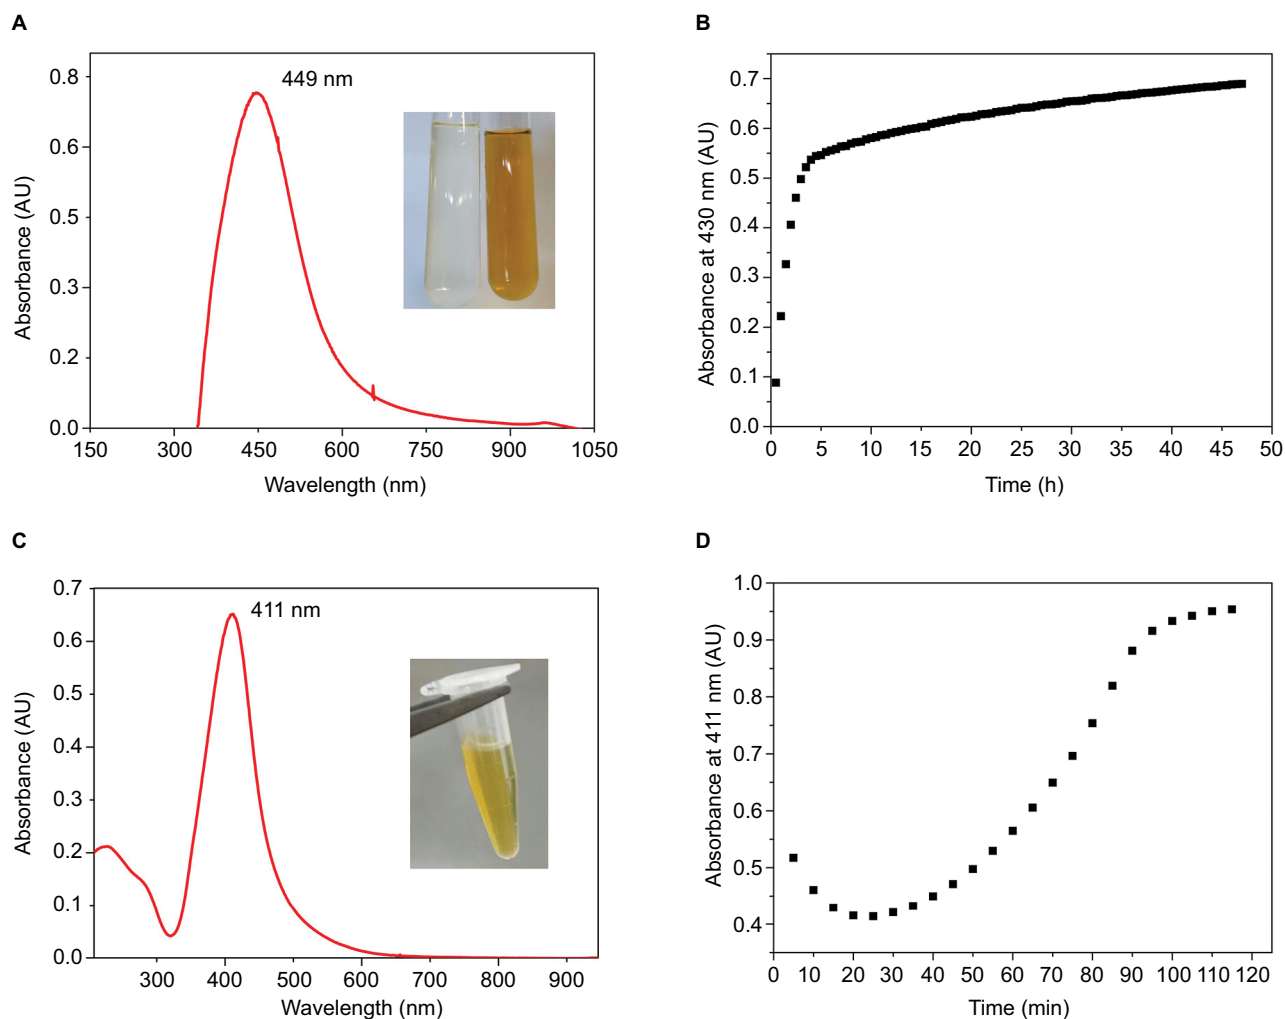 A
449 nm
0.8
0.6
0.5
0.3
0.2
0.0
150 300 450 600 750 900 1050
Absorbance (AU)
Wavelength (nm)
B
0.7
0.6
0.5
0.4
0.3
0.2
0.1
0.0
0 5 10 15 20 25 30 35 40 45 50
Absorbance at 430 nm (AU)
Time (h)
C
411 nm
0.7
0.6
0.5
0.4
0.3
0.2
0.1
0.0
300 400 500 600 700 800 900
Absorbance (AU)
Wavelength (nm)
D
1.0
0.9
0.8
0.7
0.6
0.5
0.4
0 10 20 30 40 50 60 70 80 90 100 110 120
Absorbance at 411 nm (AU)
Time (min)